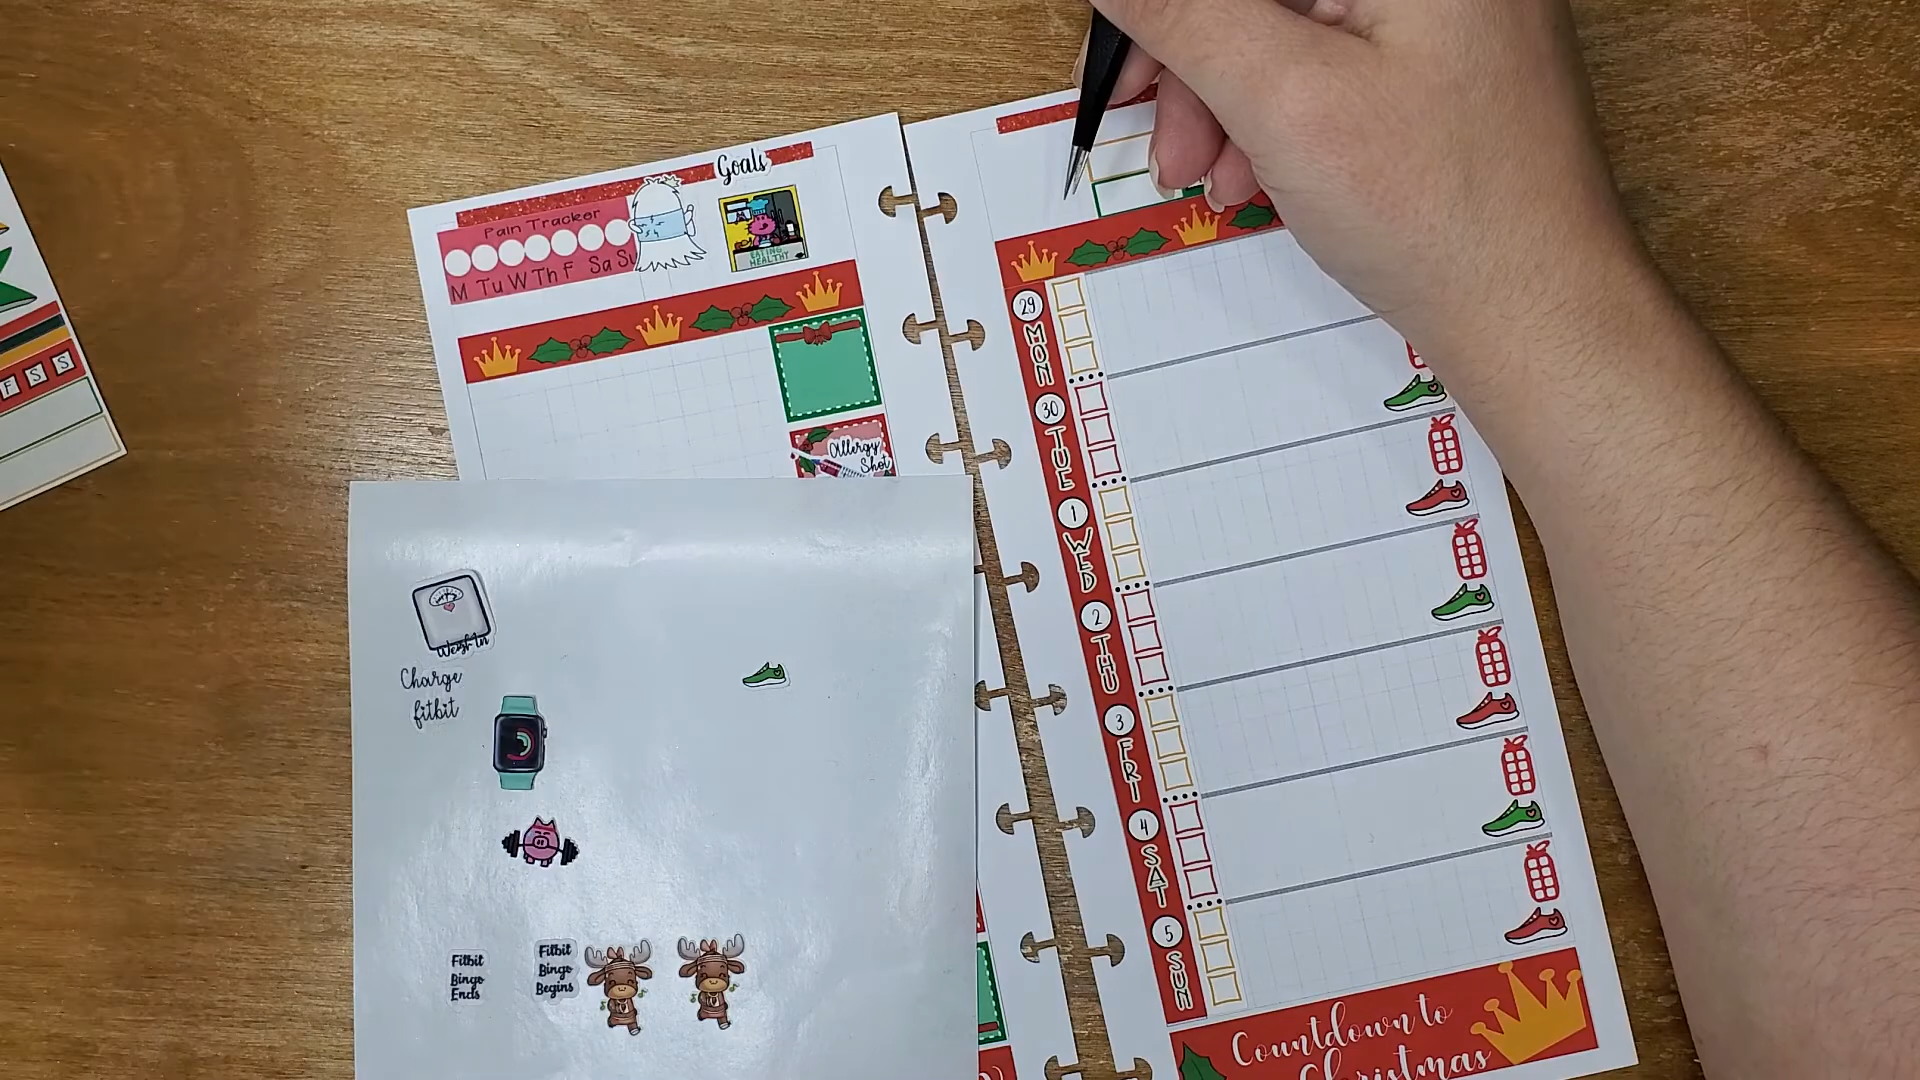 Goals
Pain Tracker
M Tu W Th F Sa Su
EATING
HEALTHY
Allergy
Shot
F S S
Weigh In
Charge
fitbit
Fitbit
Bingo
Ends
Fitbit
Bingo
Begins
29
MON
30
TUE
1
WED
2
THU
3
FRI
4
SAT
5
SUN
Countdown to
Christmas